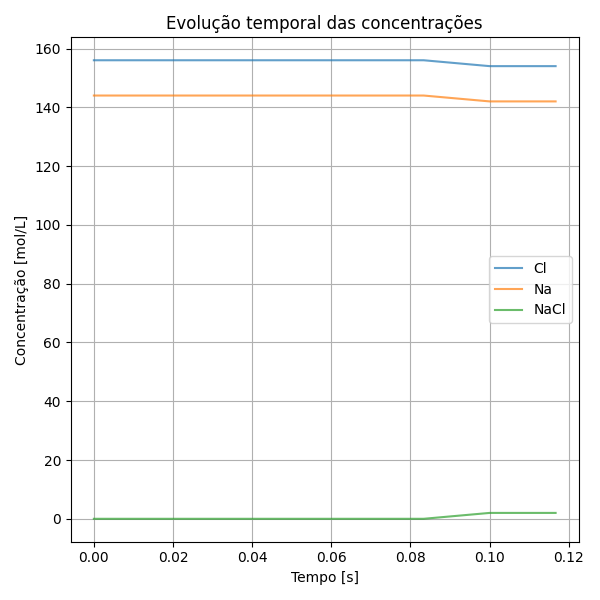 Evolução temporal das concentrações
160
140
120
100
80
60
40
20
0
Concentração [mol/L]
Cl
Na
NaCl
0.00 0.02 0.04 0.06 0.08 0.10 0.12
Tempo [s]